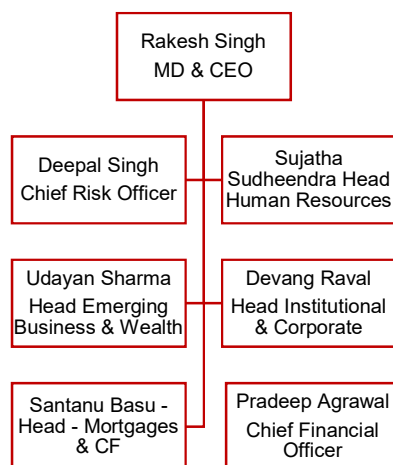 Rakesh Singh
MD & CEO
Deepal Singh
Chief Risk Officer
Sujatha
Sudheendra Head
Human Resources
Udayan Sharma
Head Emerging
Business & Wealth
Devang Raval
Head Institutional
& Corporate
Santanu Basu -
Head - Mortgages
& CF
Pradeep Agrawal
Chief Financial
Officer